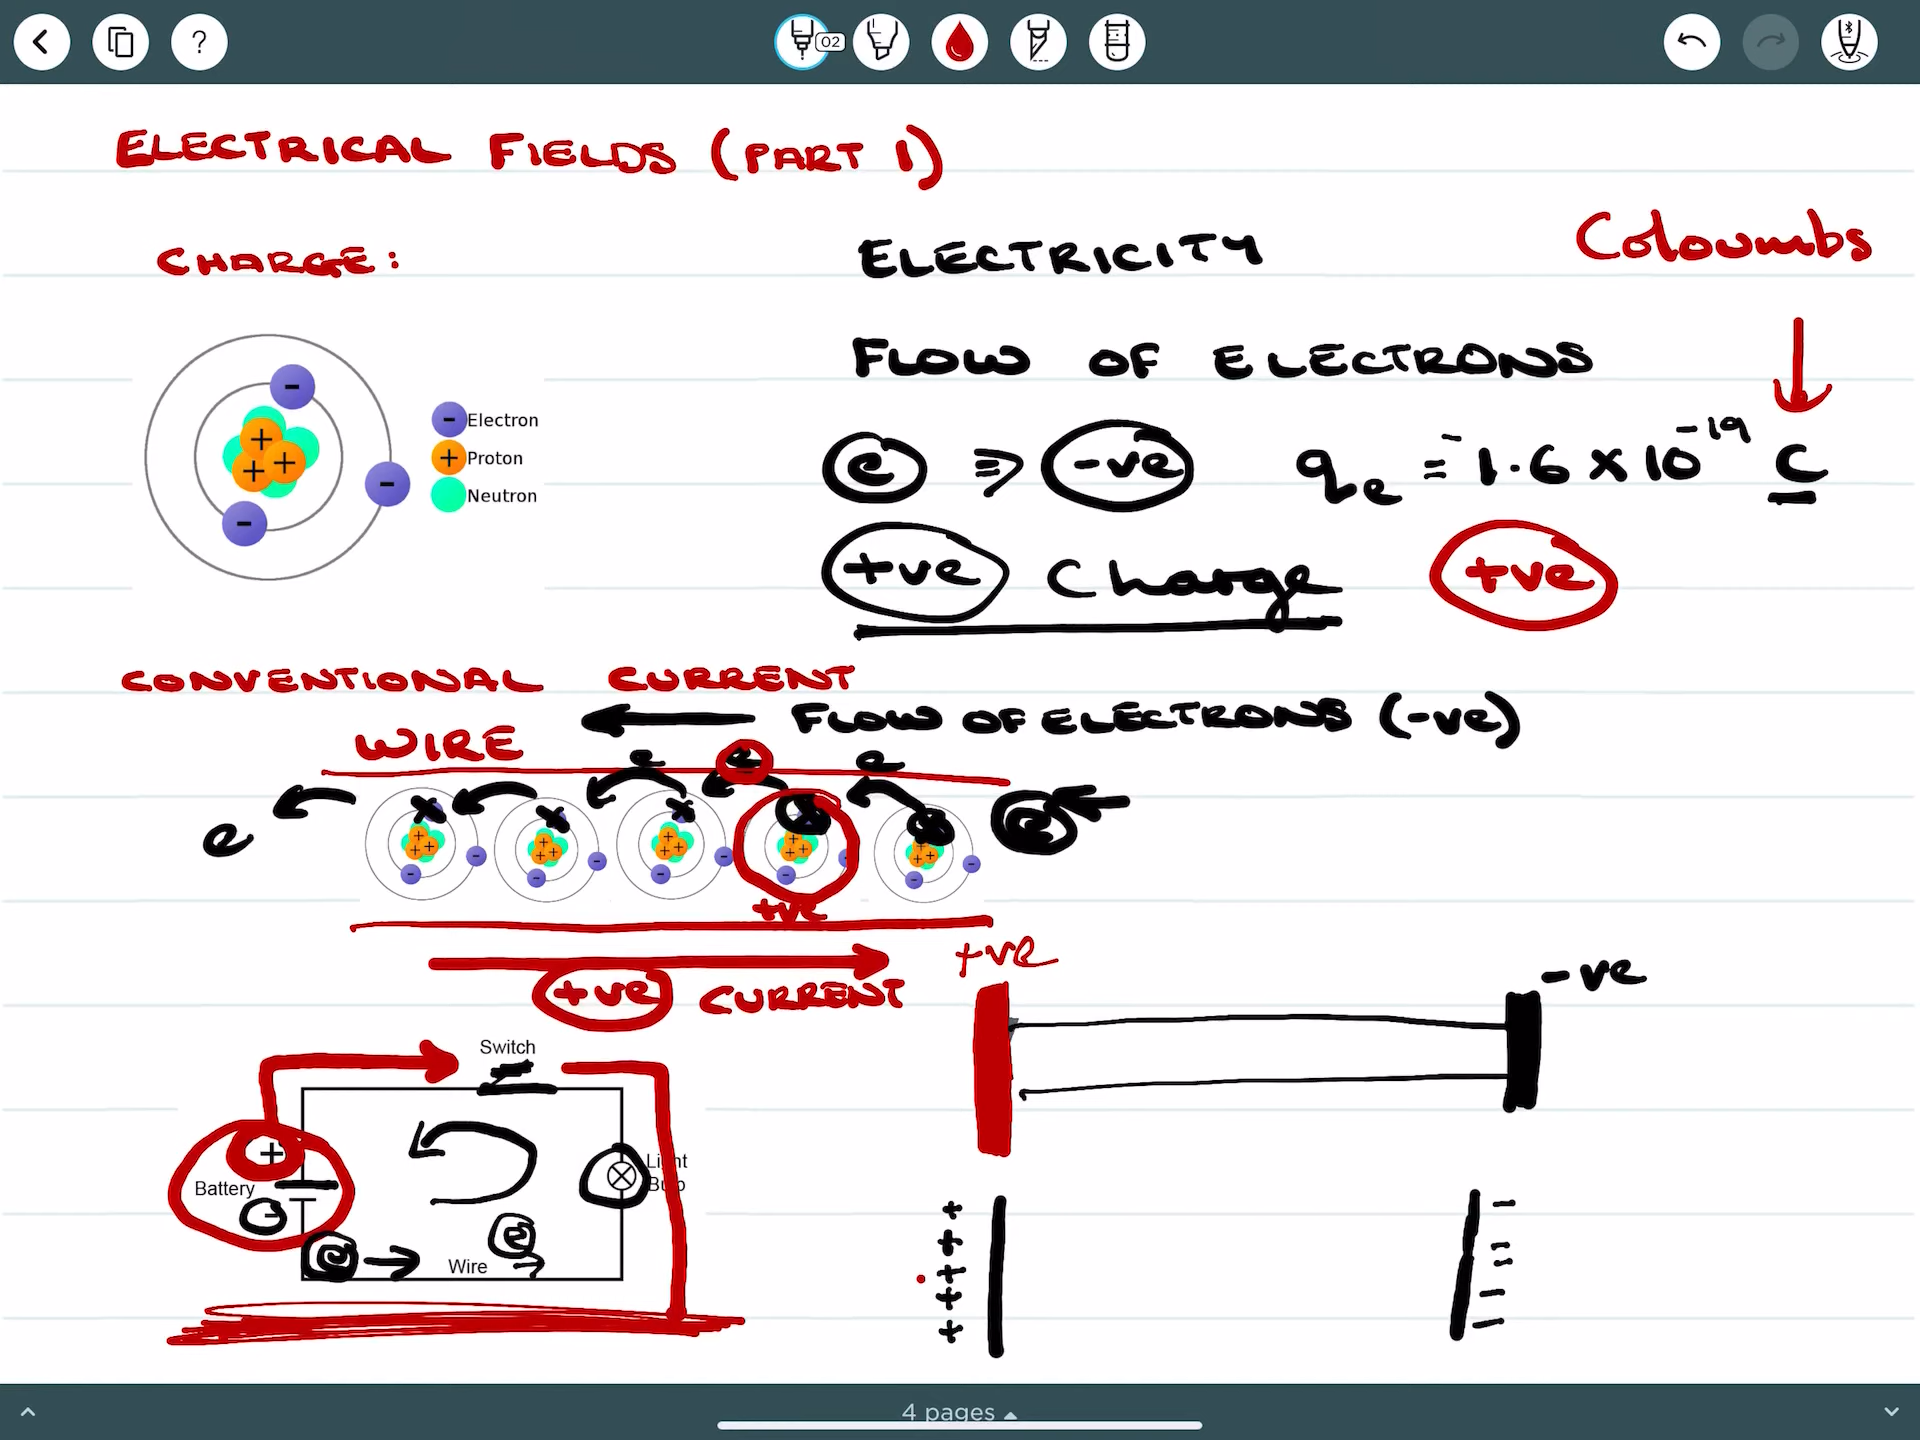 ?
02
ELECTRICAL FIELDS (PART 1)
CHARGE:
ELECTRICITY
Coloumbs
FLOW OF ELECTRONS
- Electron
+ Proton
Neutron
e ⇒ -ve qe = -1.6 x 10^-19 C
+ve Charge +ve
CONVENTIONAL CURRENT
FLOW OF ELECTRONS (-ve)
WIRE
e e e
e
e
+ve
+ve CURRENT
+ve
-ve
Switch
+
Battery
-
Light
Bulb
e
e
Wire
+ + + + +
- - - - -
4 pages